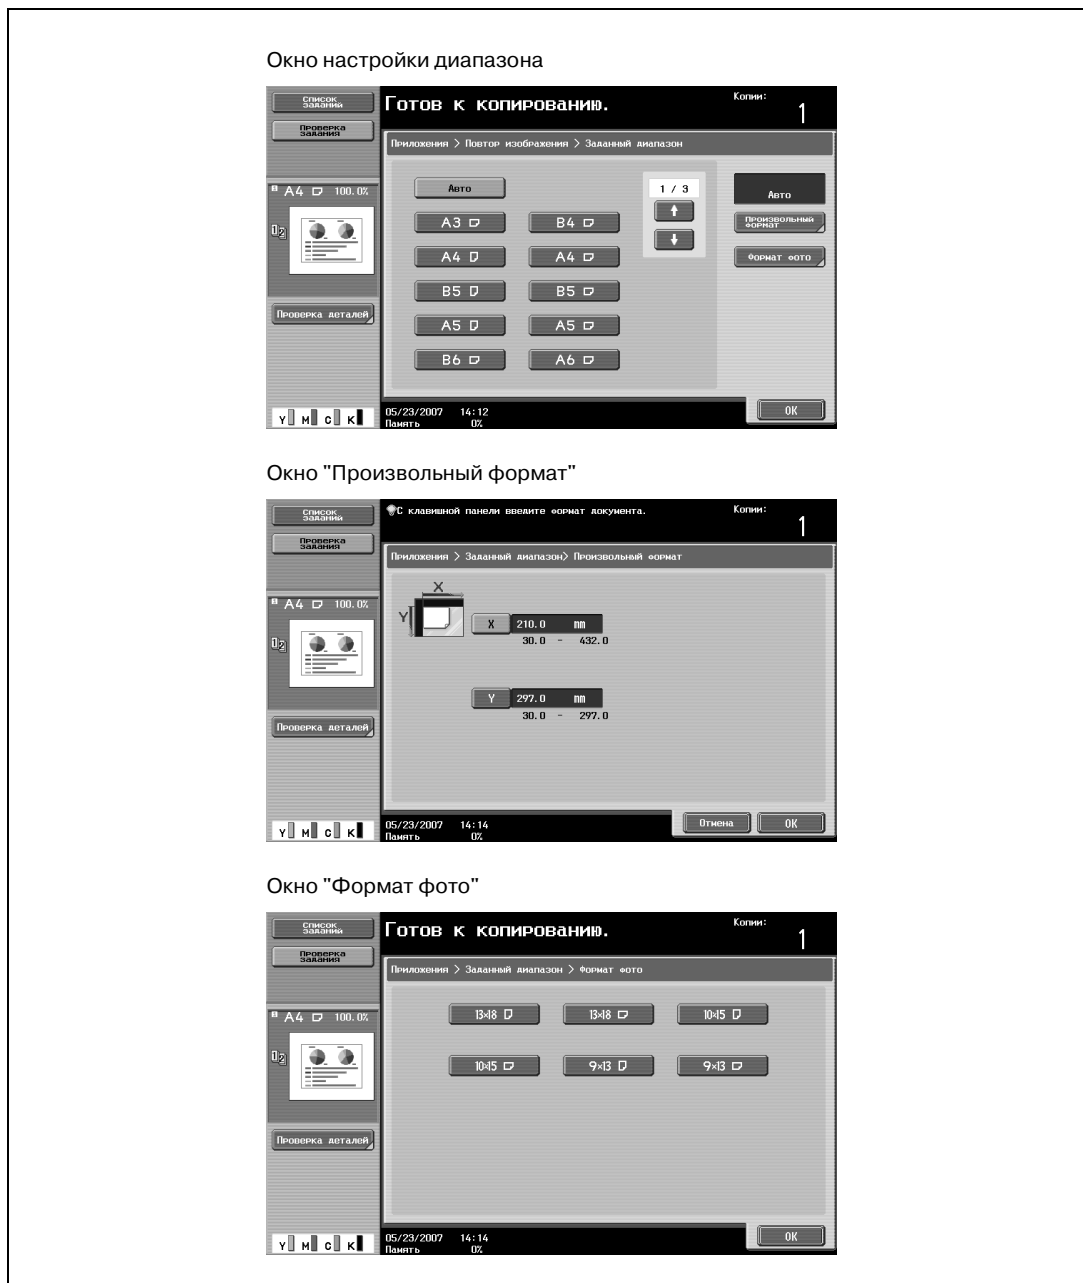 Окно настройки диапазона
Список заданий
Готов к копированию.
Копии:
1
Проверка задания
Приложения > Повтор изображения > Заданный диапазон
A4 100.0%
Авто
1 / 3
Авто
A3
B4
Произвольный формат
A4
A4
Формат фото
B5
B5
Проверка деталей
A5
A5
B6
A6
OK
Y M C K
05/23/2007 14:12
Память 0%
Окно "Произвольный формат"
Список заданий
С клавишной панели введите формат документа.
Копии:
1
Проверка задания
Приложения > Заданный диапазон> Произвольный формат
A4 100.0%
X
Y
X 210.0 mm
30.0 - 432.0
Y 297.0 mm
30.0 - 297.0
Проверка деталей
Отмена
OK
Y M C K
05/23/2007 14:14
Память 0%
Окно "Формат фото"
Список заданий
Готов к копированию.
Копии:
1
Проверка задания
Приложения > Заданный диапазон > Формат фото
A4 100.0%
13×18
13×18
10×15
10×15
9×13
9×13
Проверка деталей
OK
Y M C K
05/23/2007 14:14
Память 0%